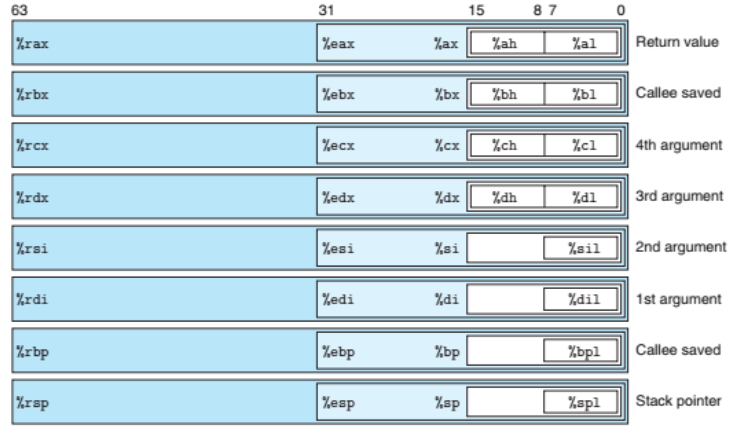 63 31 15 8 7 0
%rax %eax %ax %ah %al Return value
%rbx %ebx %bx %bh %bl Callee saved
%rcx %ecx %cx %ch %cl 4th argument
%rdx %edx %dx %dh %dl 3rd argument
%rsi %esi %si %sil 2nd argument
%rdi %edi %di %dil 1st argument
%rbp %ebp %bp %bpl Callee saved
%rsp %esp %sp %spl Stack pointer